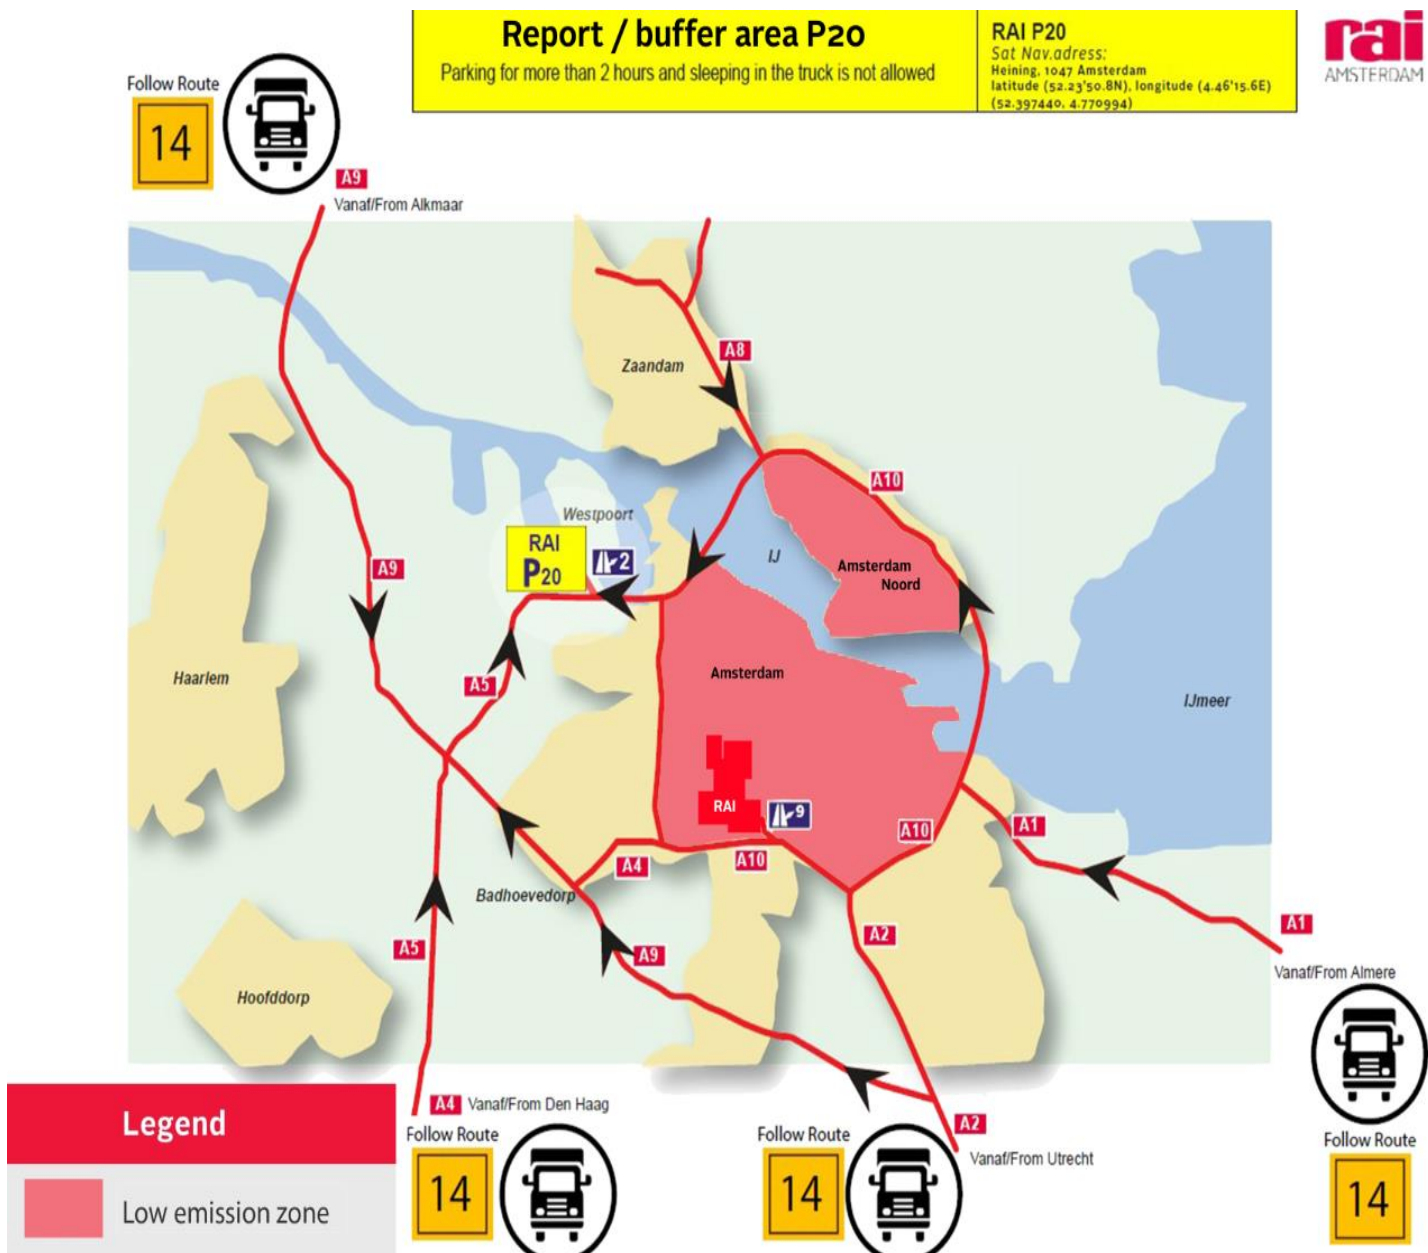 Report / buffer area P20
Parking for more than 2 hours and sleeping in the truck is not allowed
RAI P20
Sat Nav.adress:
Heining, 1047 Amsterdam
latitude (52.23'50.8N), longitude (4.46'15.6E)
(52.397440, 4.770994)
rai
AMSTERDAM
Follow Route
14
A9
Vanaf/From Alkmaar
Zaandam
A8
A10
Westpoort
RAI
P20
2
IJ
Amsterdam
Noord
A9
Haarlem
A5
Amsterdam
IJmeer
RAI
9
A10
A1
A4
A10
Badhoevedorp
A2
A1
A5
A9
Vanaf/From Almere
Hoofddorp
Legend
Low emission zone
A4 Vanaf/From Den Haag
Follow Route
14
A2
Vanaf/From Utrecht
Follow Route
14
Follow Route
14